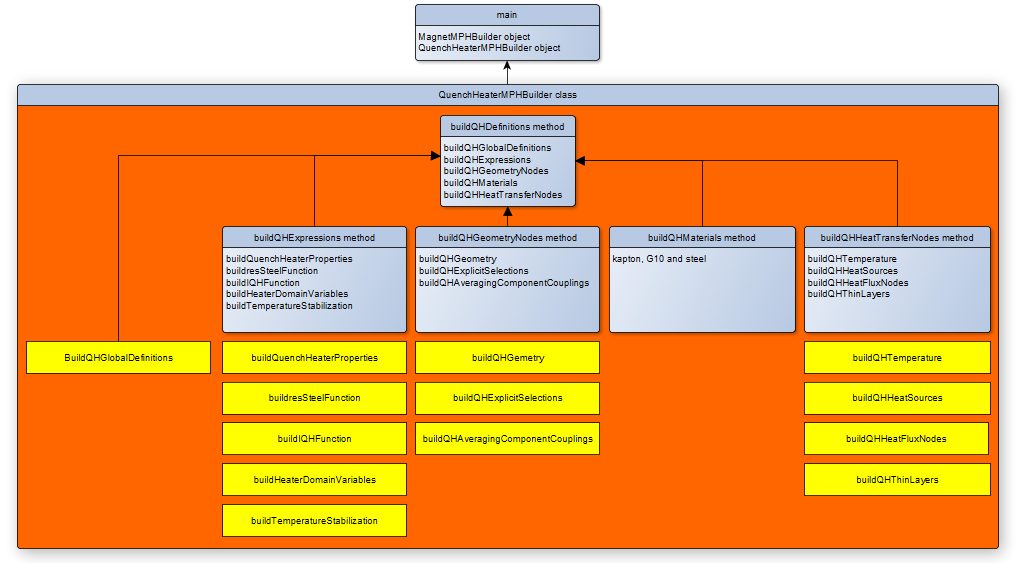 main
MagnetMPHBuilder object
QuenchHeaterMPHBuilder object
QuenchHeaterMPHBuilder class
buildQHDefinitions method
buildQHGlobalDefinitions
buildQHExpressions
buildQHGeometryNodes
buildQHMaterials
buildQHHeatTransferNodes
buildQHExpressions method
buildQuenchHeaterProperties
buildresSteelFunction
buildIQHFunction
buildHeaterDomainVariables
buildTemperatureStabilization
buildQHGeometryNodes method
buildQHGeometry
buildQHExplicitSelections
buildQHAveragingComponentCouplings
buildQHMaterials method
kapton, G10 and steel
buildQHHeatTransferNodes method
buildQHTemperature
buildQHHeatSources
buildQHHeatFluxNodes
buildQHThinLayers
BuildQHGlobalDefinitions
buildQuenchHeaterProperties
buildresSteelFunction
buildIQHFunction
buildHeaterDomainVariables
buildTemperatureStabilization
buildQHGemetry
buildQHExplicitSelections
buildQHAveragingComponentCouplings
buildQHTemperature
buildQHHeatSources
buildQHHeatFluxNodes
buildQHThinLayers